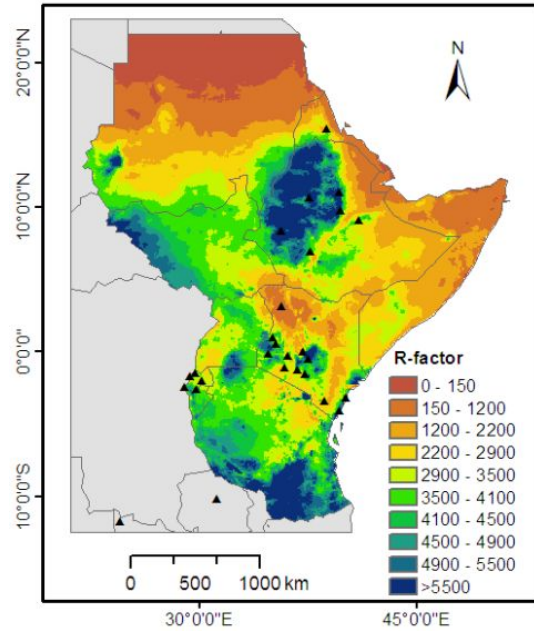 N
20°0'0"N
10°0'0"N
0°0'0"
10°0'0"S
R-factor
0 - 150
150 - 1200
1200 - 2200
2200 - 2900
2900 - 3500
3500 - 4100
4100 - 4500
4500 - 4900
4900 - 5500
>5500
0 500 1000 km
30°0'0"E 45°0'0"E